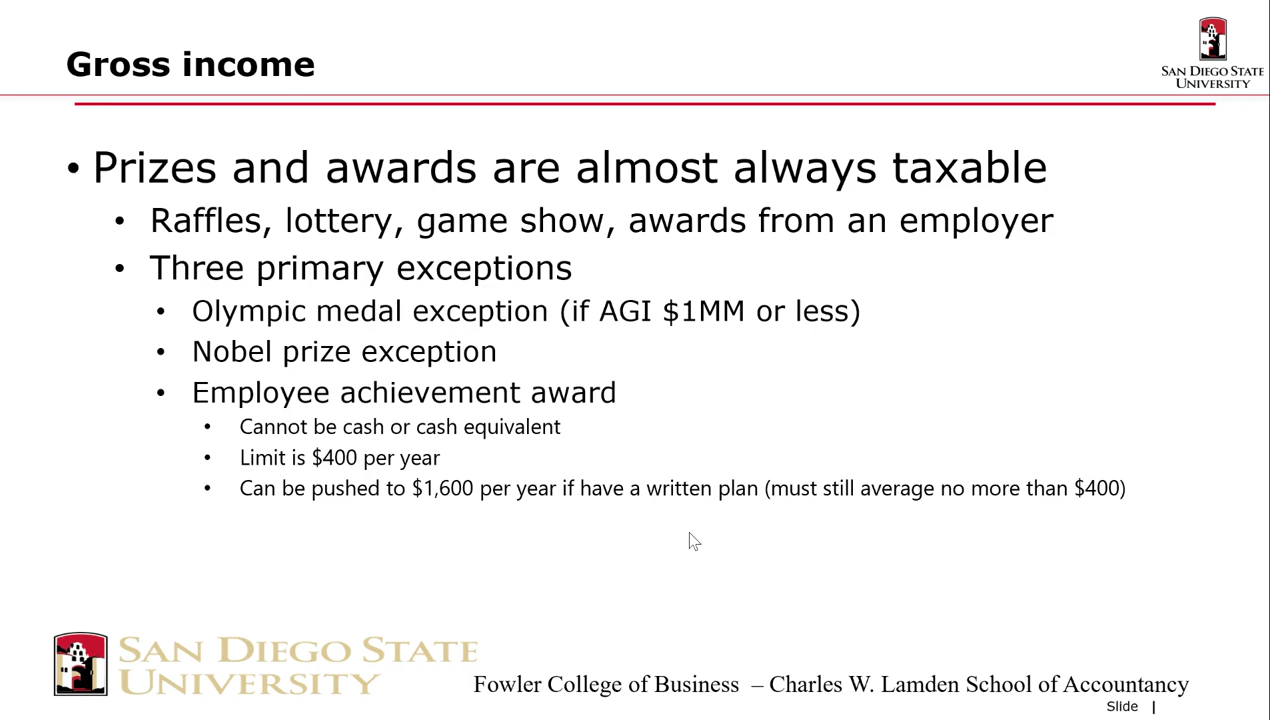 Gross income
SAN DIEGO STATE
UNIVERSITY
• Prizes and awards are almost always taxable
• Raffles, lottery, game show, awards from an employer
• Three primary exceptions
• Olympic medal exception (if AGI $1MM or less)
• Nobel prize exception
• Employee achievement award
• Cannot be cash or cash equivalent
• Limit is $400 per year
• Can be pushed to $1,600 per year if have a written plan (must still average no more than $400)
SAN DIEGO STATE
UNIVERSITY
Fowler College of Business – Charles W. Lamden School of Accountancy
Slide |